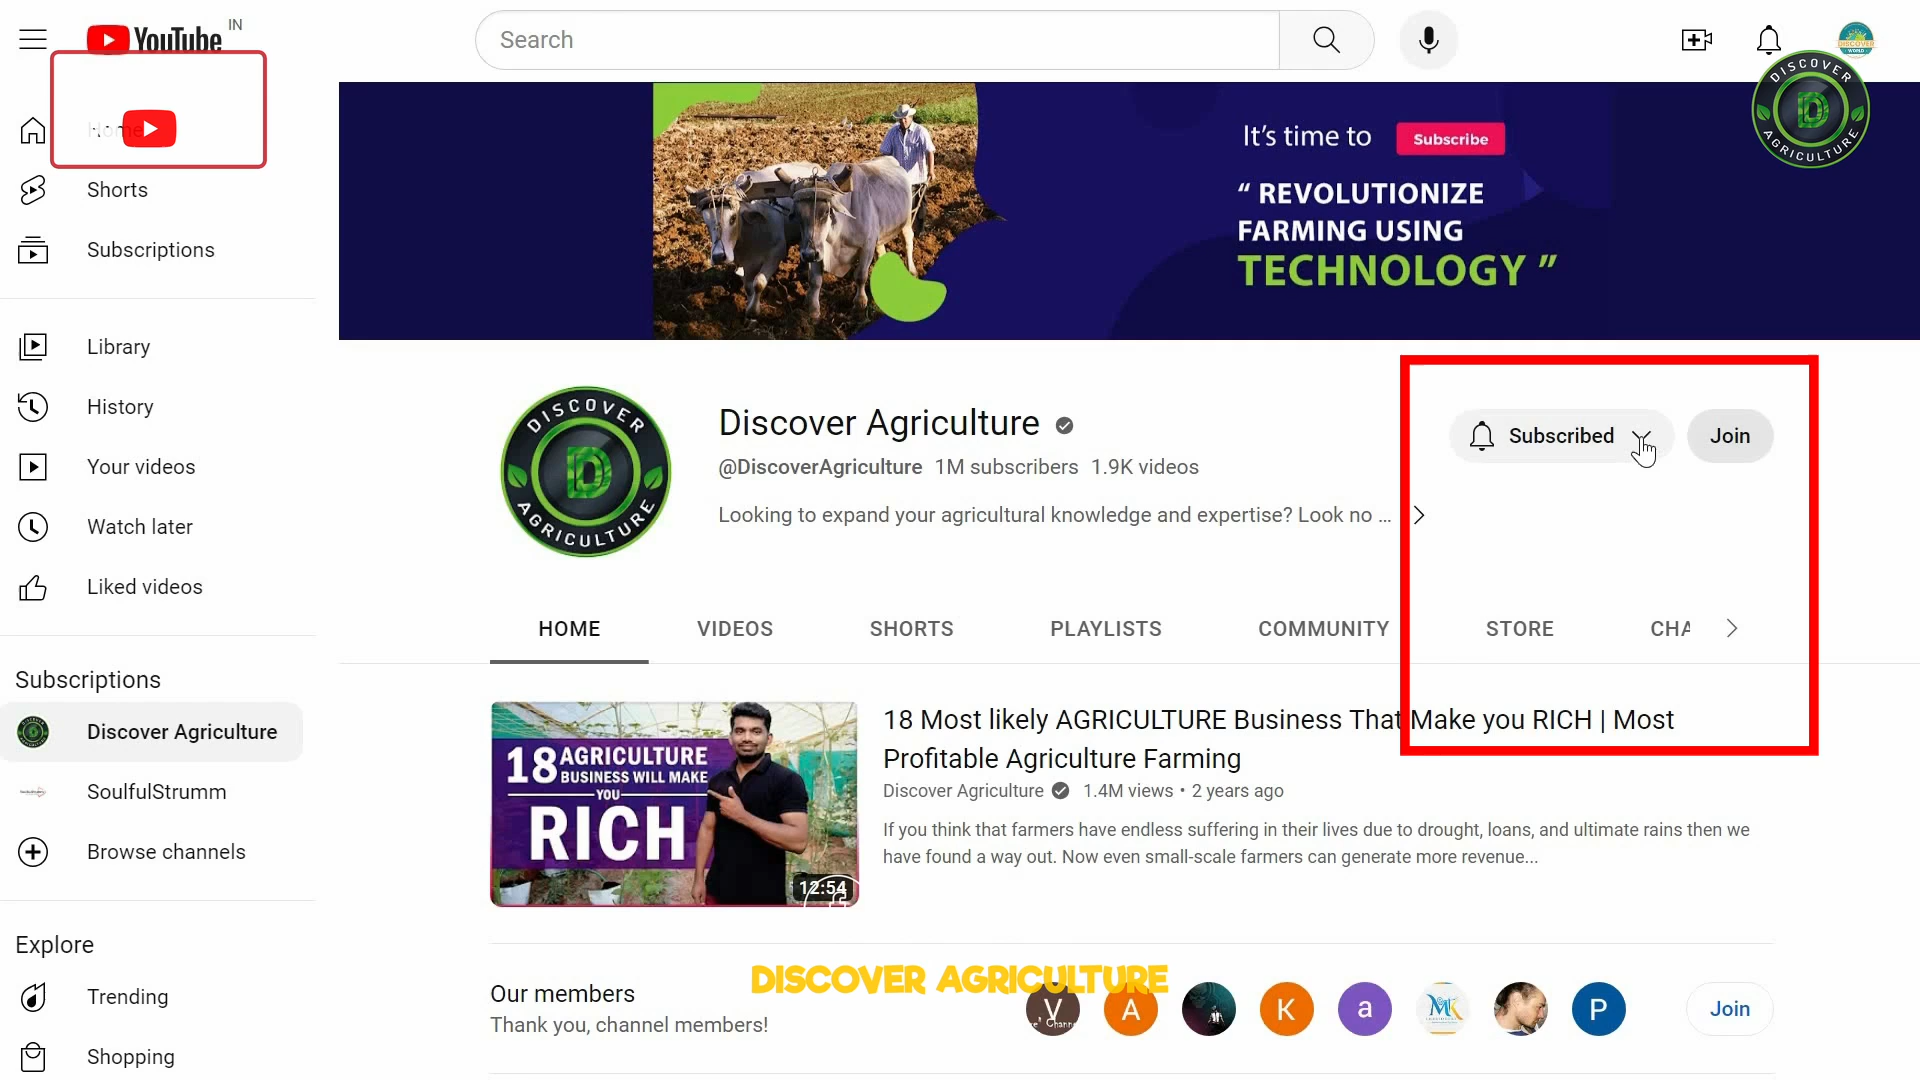 YouTube IN
Search
Home
Shorts
Subscriptions
Library
History
Your videos
Watch later
Liked videos
Subscriptions
Discover Agriculture
SoulfulStrumm
Browse channels
Explore
Trending
Shopping
It's time to Subscribe
“ REVOLUTIONIZE
FARMING USING
TECHNOLOGY ”
DISCOVER
D
AGRICULTURE
DISCOVER
D
AGRICULTURE
Discover Agriculture
@DiscoverAgriculture 1M subscribers 1.9K videos
Looking to expand your agricultural knowledge and expertise? Look no ...
Subscribed
Join
HOME VIDEOS SHORTS PLAYLISTS COMMUNITY STORE CHA
18 AGRICULTURE
BUSINESS WILL MAKE
YOU
RICH
12:54
18 Most likely AGRICULTURE Business That Make you RICH | Most
Profitable Agriculture Farming
Discover Agriculture 1.4M views • 2 years ago
If you think that farmers have endless suffering in their lives due to drought, loans, and ultimate rains then we
have found a way out. Now even small-scale farmers can generate more revenue...
Our members
Thank you, channel members!
DISCOVER AGRICULTURE
V A K a MK P
Join